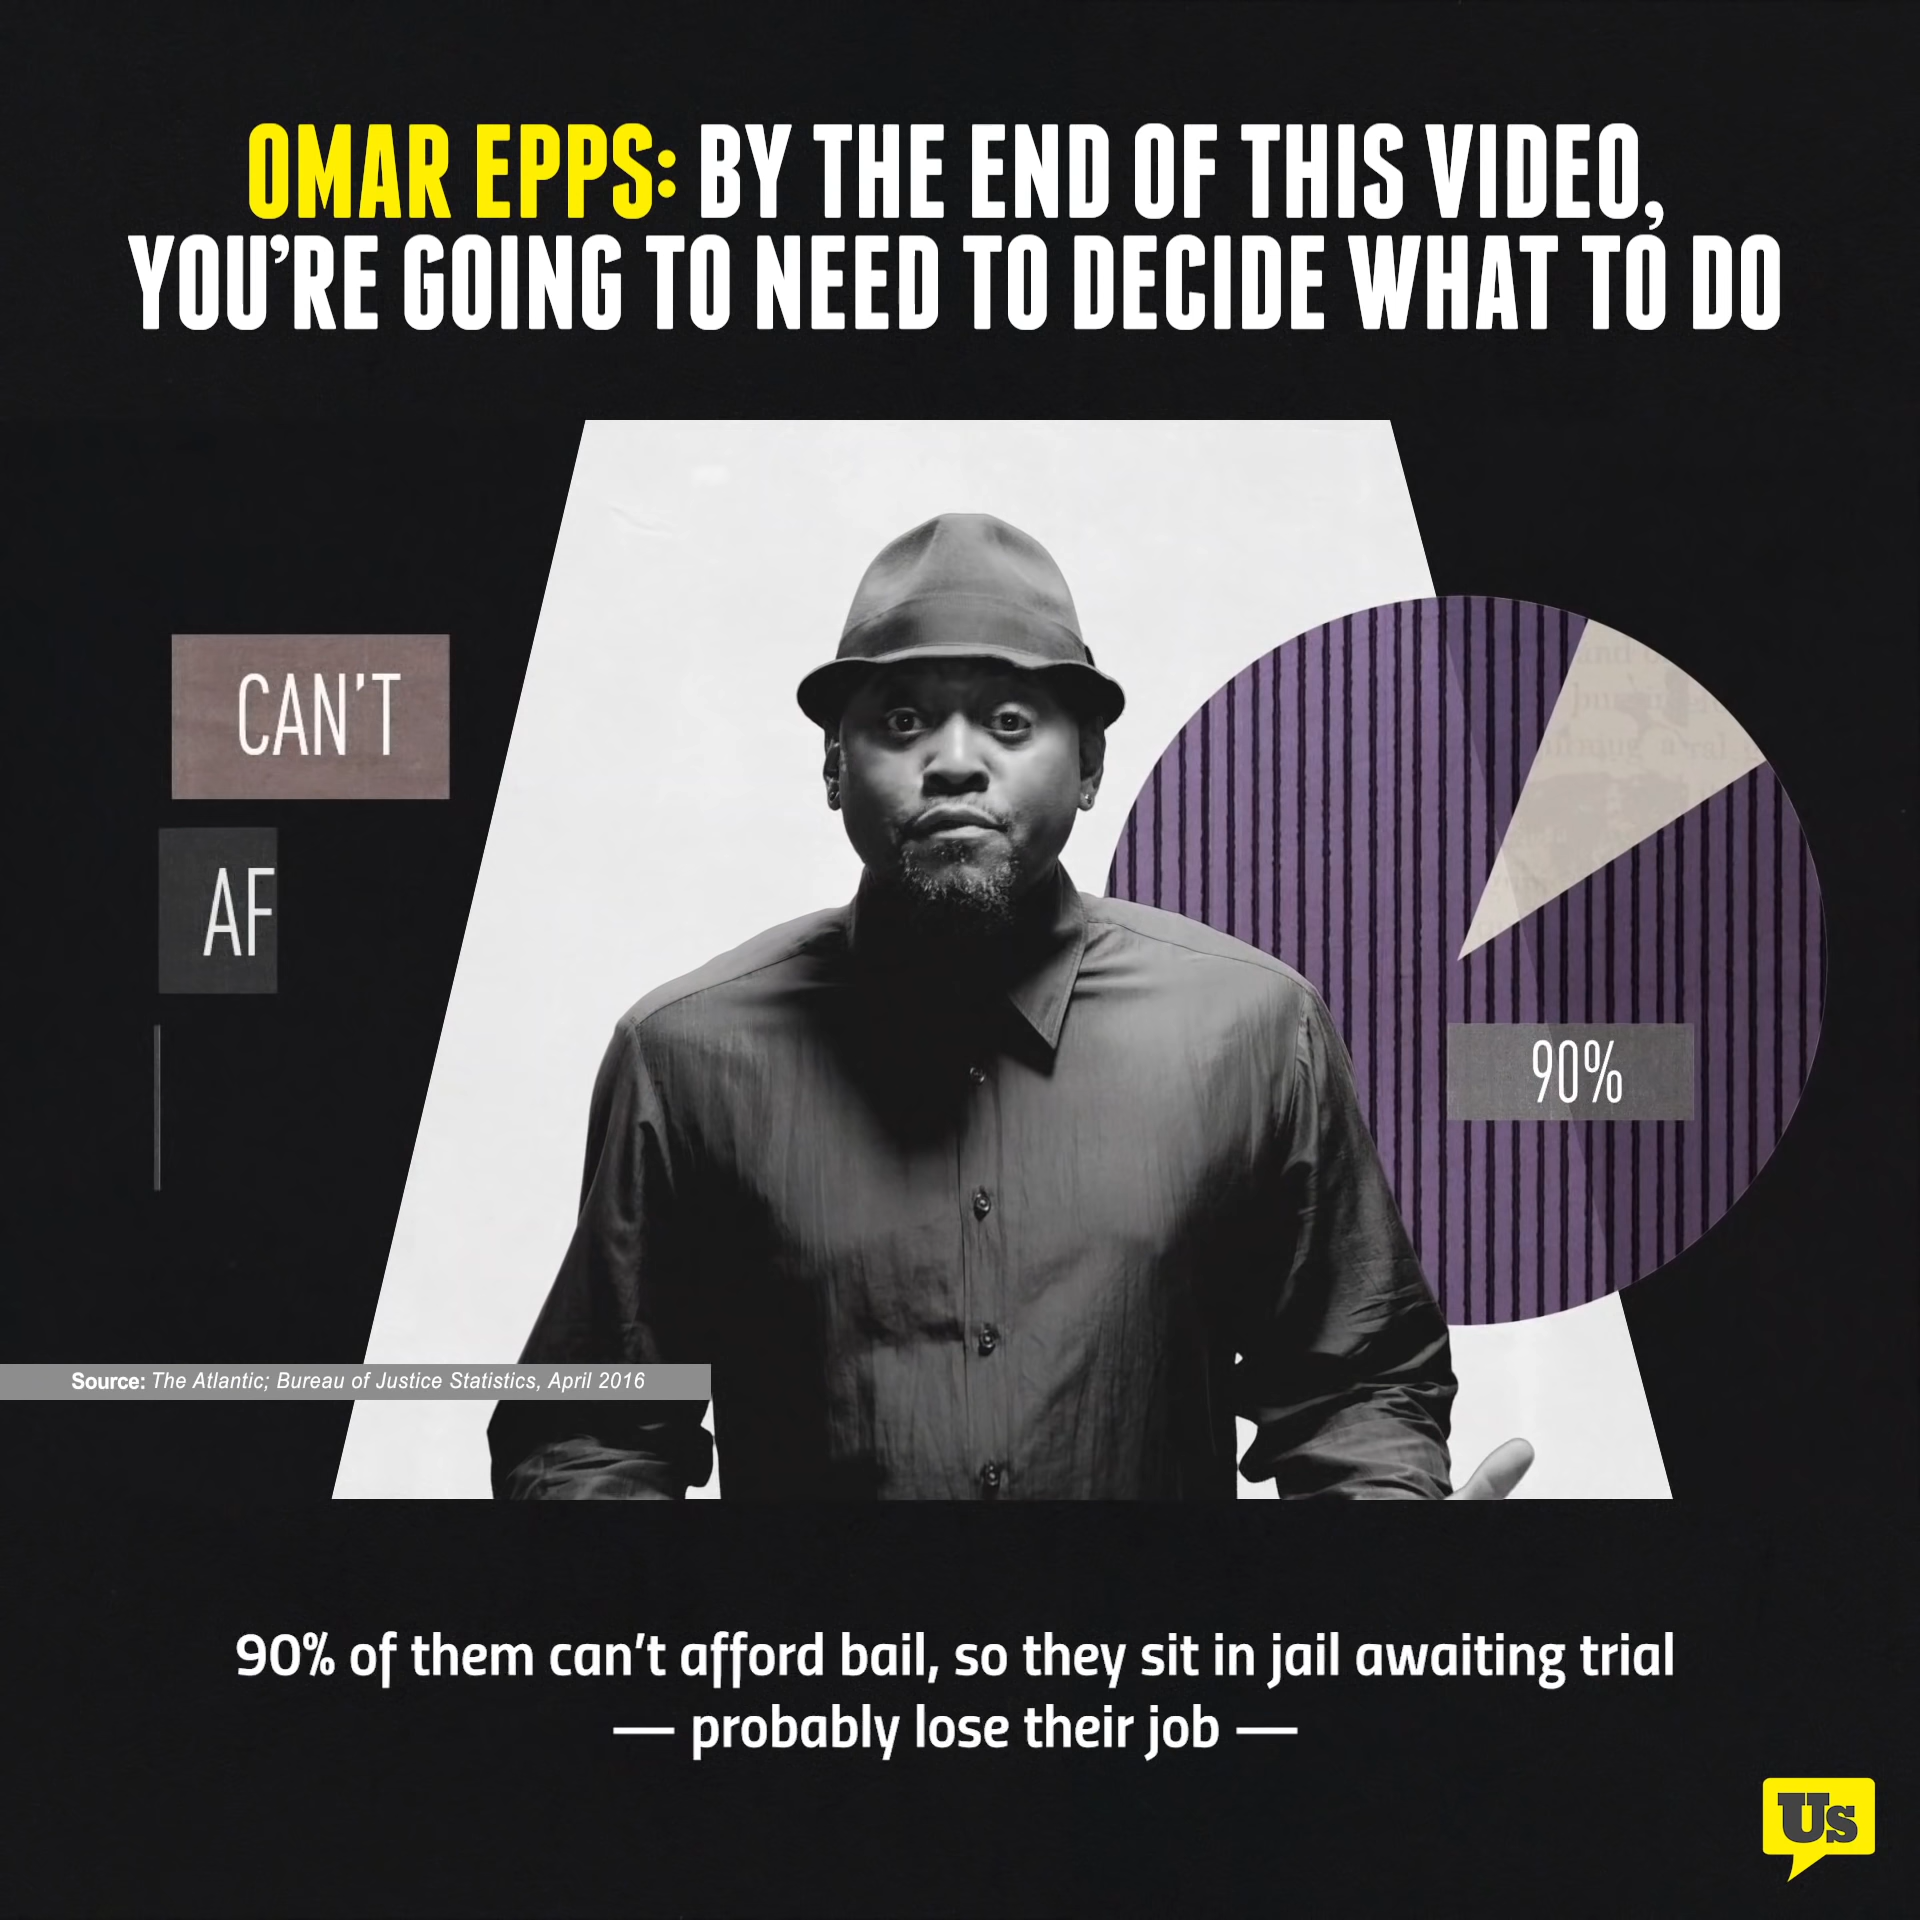 OMAR EPPS: BY THE END OF THIS VIDEO,
YOU'RE GOING TO NEED TO DECIDE WHAT TO DO
CAN'T
AF
90%
Source: The Atlantic; Bureau of Justice Statistics, April 2016
90% of them can't afford bail, so they sit in jail awaiting trial
— probably lose their job —
Us